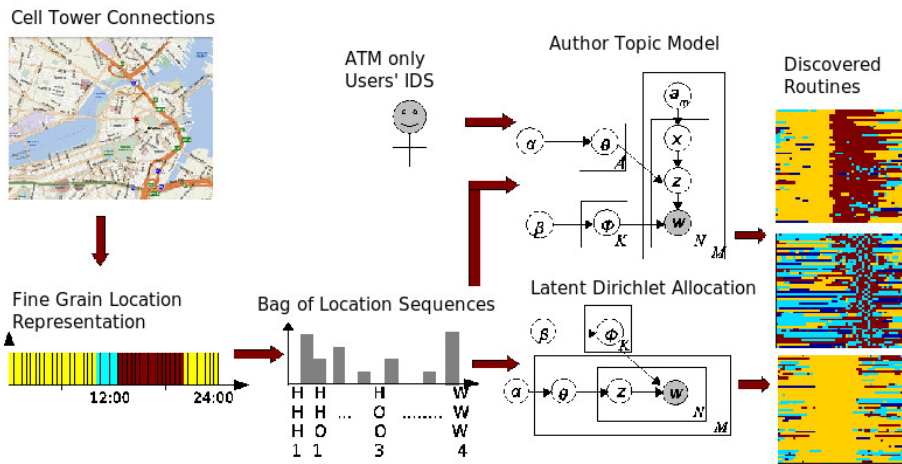 Cell Tower Connections
ATM only
Users' IDS
Author Topic Model
Discovered
Routines
a m
x
α
θ
A
z
β
Φ
K
w
N
M
Fine Grain Location
Representation
12:00
24:00
Bag of Location Sequences
H H H W W
H H O W W
H O ... O ........ W W
1 1 3 4
Latent Dirichlet Allocation
β
Φ
K
α
θ
z
w
N
M